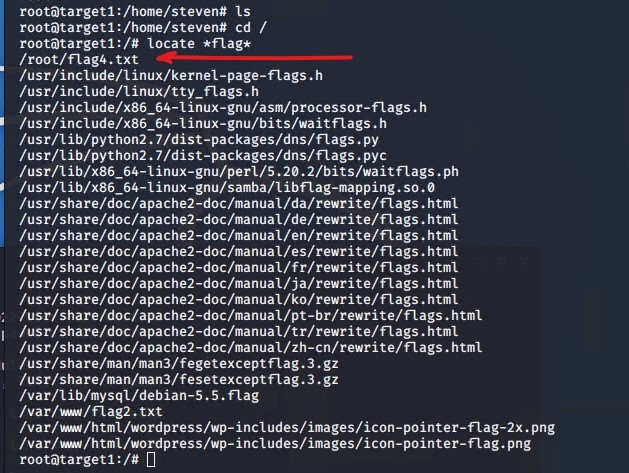 root@target1:/home/steven# ls
root@target1:/home/steven# cd /
root@target1:/# locate *flag*
/root/flag4.txt
/usr/include/linux/kernel-page-flags.h
/usr/include/linux/tty_flags.h
/usr/include/x86_64-linux-gnu/asm/processor-flags.h
/usr/include/x86_64-linux-gnu/bits/waitflags.h
/usr/lib/python2.7/dist-packages/dns/flags.py
/usr/lib/python2.7/dist-packages/dns/flags.pyc
/usr/lib/x86_64-linux-gnu/perl/5.20.2/bits/waitflags.ph
/usr/lib/x86_64-linux-gnu/samba/libflag-mapping.so.0
/usr/share/doc/apache2-doc/manual/da/rewrite/flags.html
/usr/share/doc/apache2-doc/manual/de/rewrite/flags.html
/usr/share/doc/apache2-doc/manual/en/rewrite/flags.html
/usr/share/doc/apache2-doc/manual/es/rewrite/flags.html
/usr/share/doc/apache2-doc/manual/fr/rewrite/flags.html
/usr/share/doc/apache2-doc/manual/ja/rewrite/flags.html
/usr/share/doc/apache2-doc/manual/ko/rewrite/flags.html
/usr/share/doc/apache2-doc/manual/pt-br/rewrite/flags.html
/usr/share/doc/apache2-doc/manual/tr/rewrite/flags.html
/usr/share/doc/apache2-doc/manual/zh-cn/rewrite/flags.html
/usr/share/man/man3/fegetexceptflag.3.gz
/usr/share/man/man3/fesetexceptflag.3.gz
/var/lib/mysql/debian-5.5.flag
/var/www/flag2.txt
/var/www/html/wordpress/wp-includes/images/icon-pointer-flag-2x.png
/var/www/html/wordpress/wp-includes/images/icon-pointer-flag.png
root@target1:/#